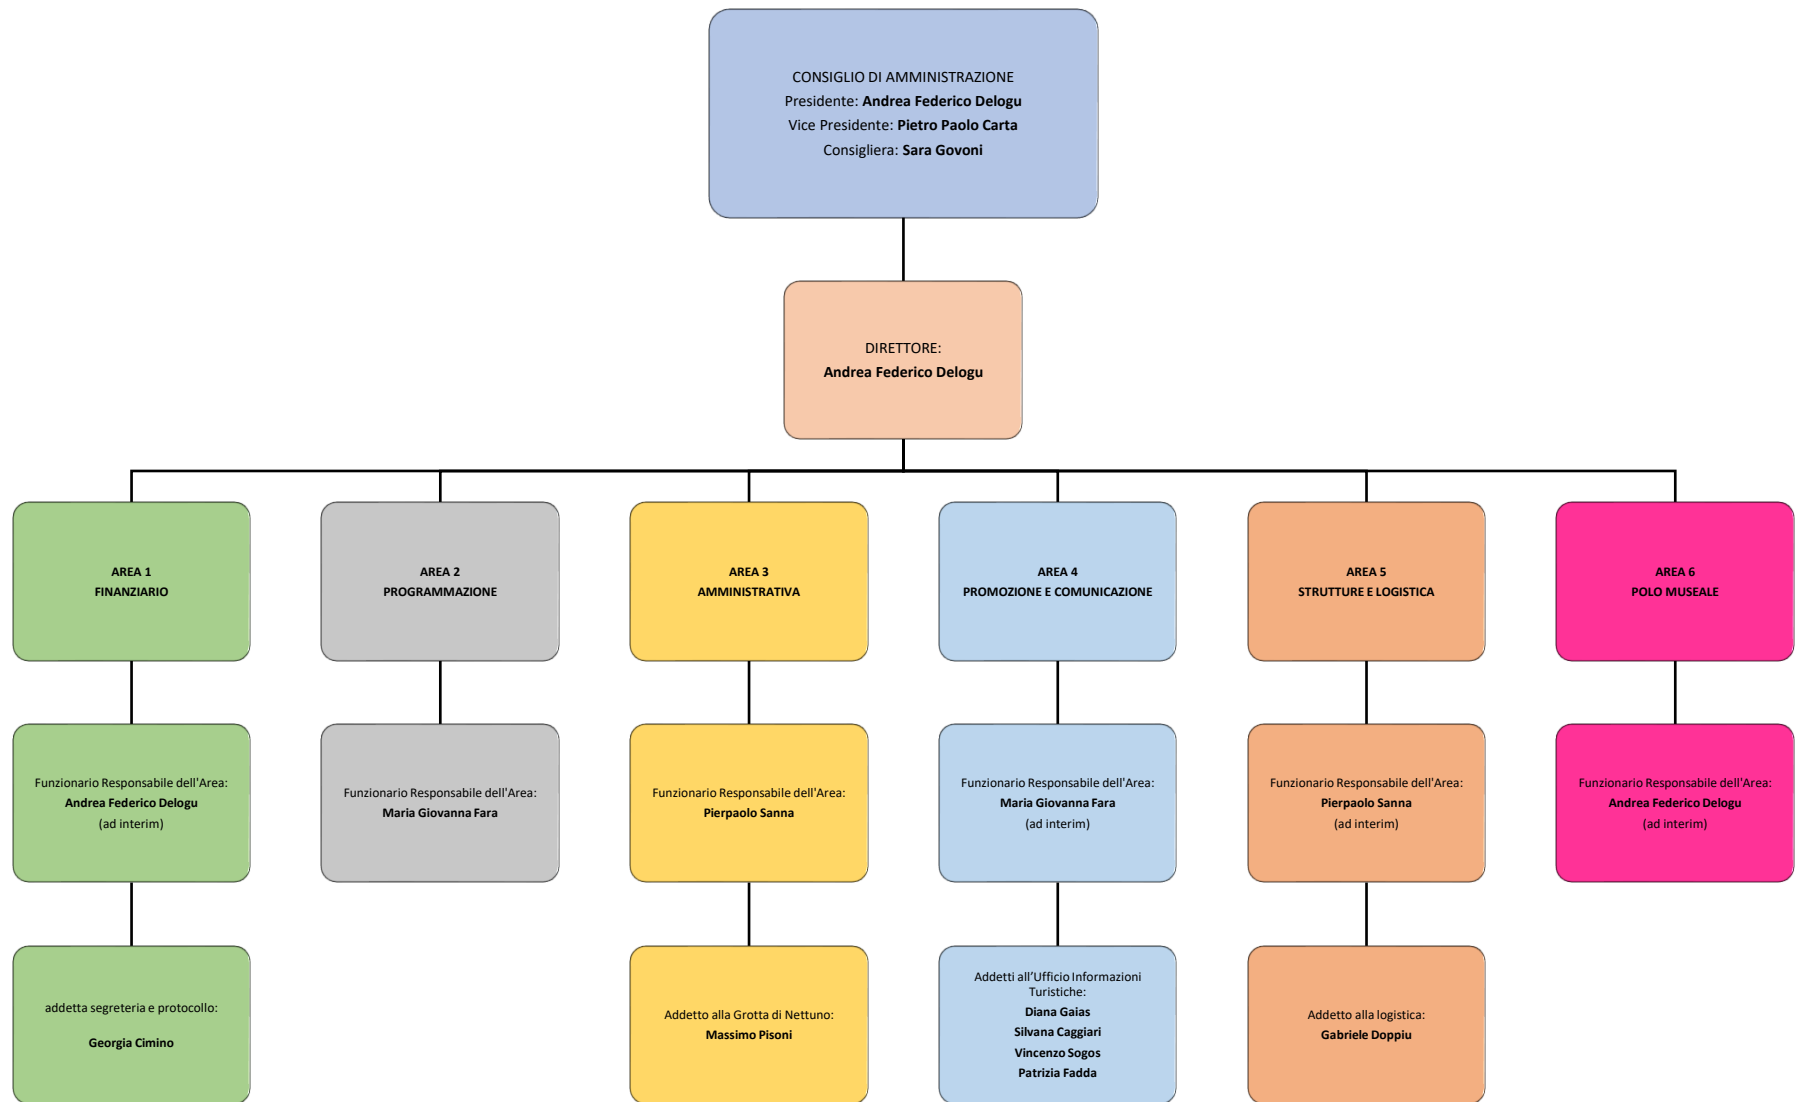 CONSIGLIO DI AMMINISTRAZIONE
Presidente: Andrea Federico Delogu
Vice Presidente: Pietro Paolo Carta
Consigliera: Sara Govoni
DIRETTORE:
Andrea Federico Delogu
AREA 1
FINANZIARIO
AREA 2
PROGRAMMAZIONE
AREA 3
AMMINISTRATIVA
AREA 4
PROMOZIONE E COMUNICAZIONE
AREA 5
STRUTTURE E LOGISTICA
AREA 6
POLO MUSEALE
Funzionario Responsabile dell'Area:
Andrea Federico Delogu
(ad interim)
Funzionario Responsabile dell'Area:
Maria Giovanna Fara
Funzionario Responsabile dell'Area:
Pierpaolo Sanna
Funzionario Responsabile dell'Area:
Maria Giovanna Fara
(ad interim)
Funzionario Responsabile dell'Area:
Pierpaolo Sanna
(ad interim)
Funzionario Responsabile dell'Area:
Andrea Federico Delogu
(ad interim)
addetta segreteria e protocollo:
Georgia Cimino
Addetto alla Grotta di Nettuno:
Massimo Pisoni
Addetti all’Ufficio Informazioni
Turistiche:
Diana Gaias
Silvana Caggiari
Vincenzo Sogos
Patrizia Fadda
Addetto alla logistica:
Gabriele Doppiu